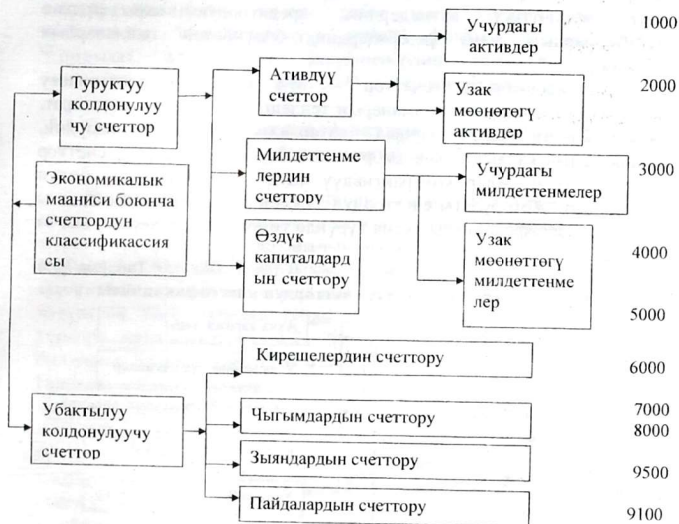 Учурдагы
активдер
1000
Туруктуу
колдонулуу
чу счеттор
Ативдүү
счеттор
Узак
мөөнөтөгү
активдер
2000
Экономикалык
мааниси боюнча
счеттордун
классификассия
сы
Милдеттенме
лердин
счеттору
Учурдагы
милдеттенмелер
3000
Өздүк
капиталдард
ын счеттору
Узак
мөөнөттөгү
милдеттенме
лер
4000
5000
Кирешелердин счеттору
6000
Убактылуу
колдонулуучу
счеттор
Чыгымдардын счеттору
7000
8000
Зыяндардын счеттору
9500
Пайдалардын счеттору
9100